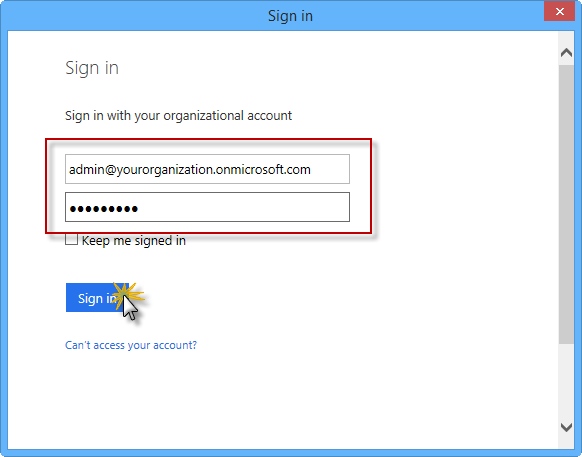 Sign in
Sign in
Sign in with your organizational account
admin@yourorganization.onmicrosoft.com
●●●●●●●●●
Keep me signed in
Sign in
Can't access your account?